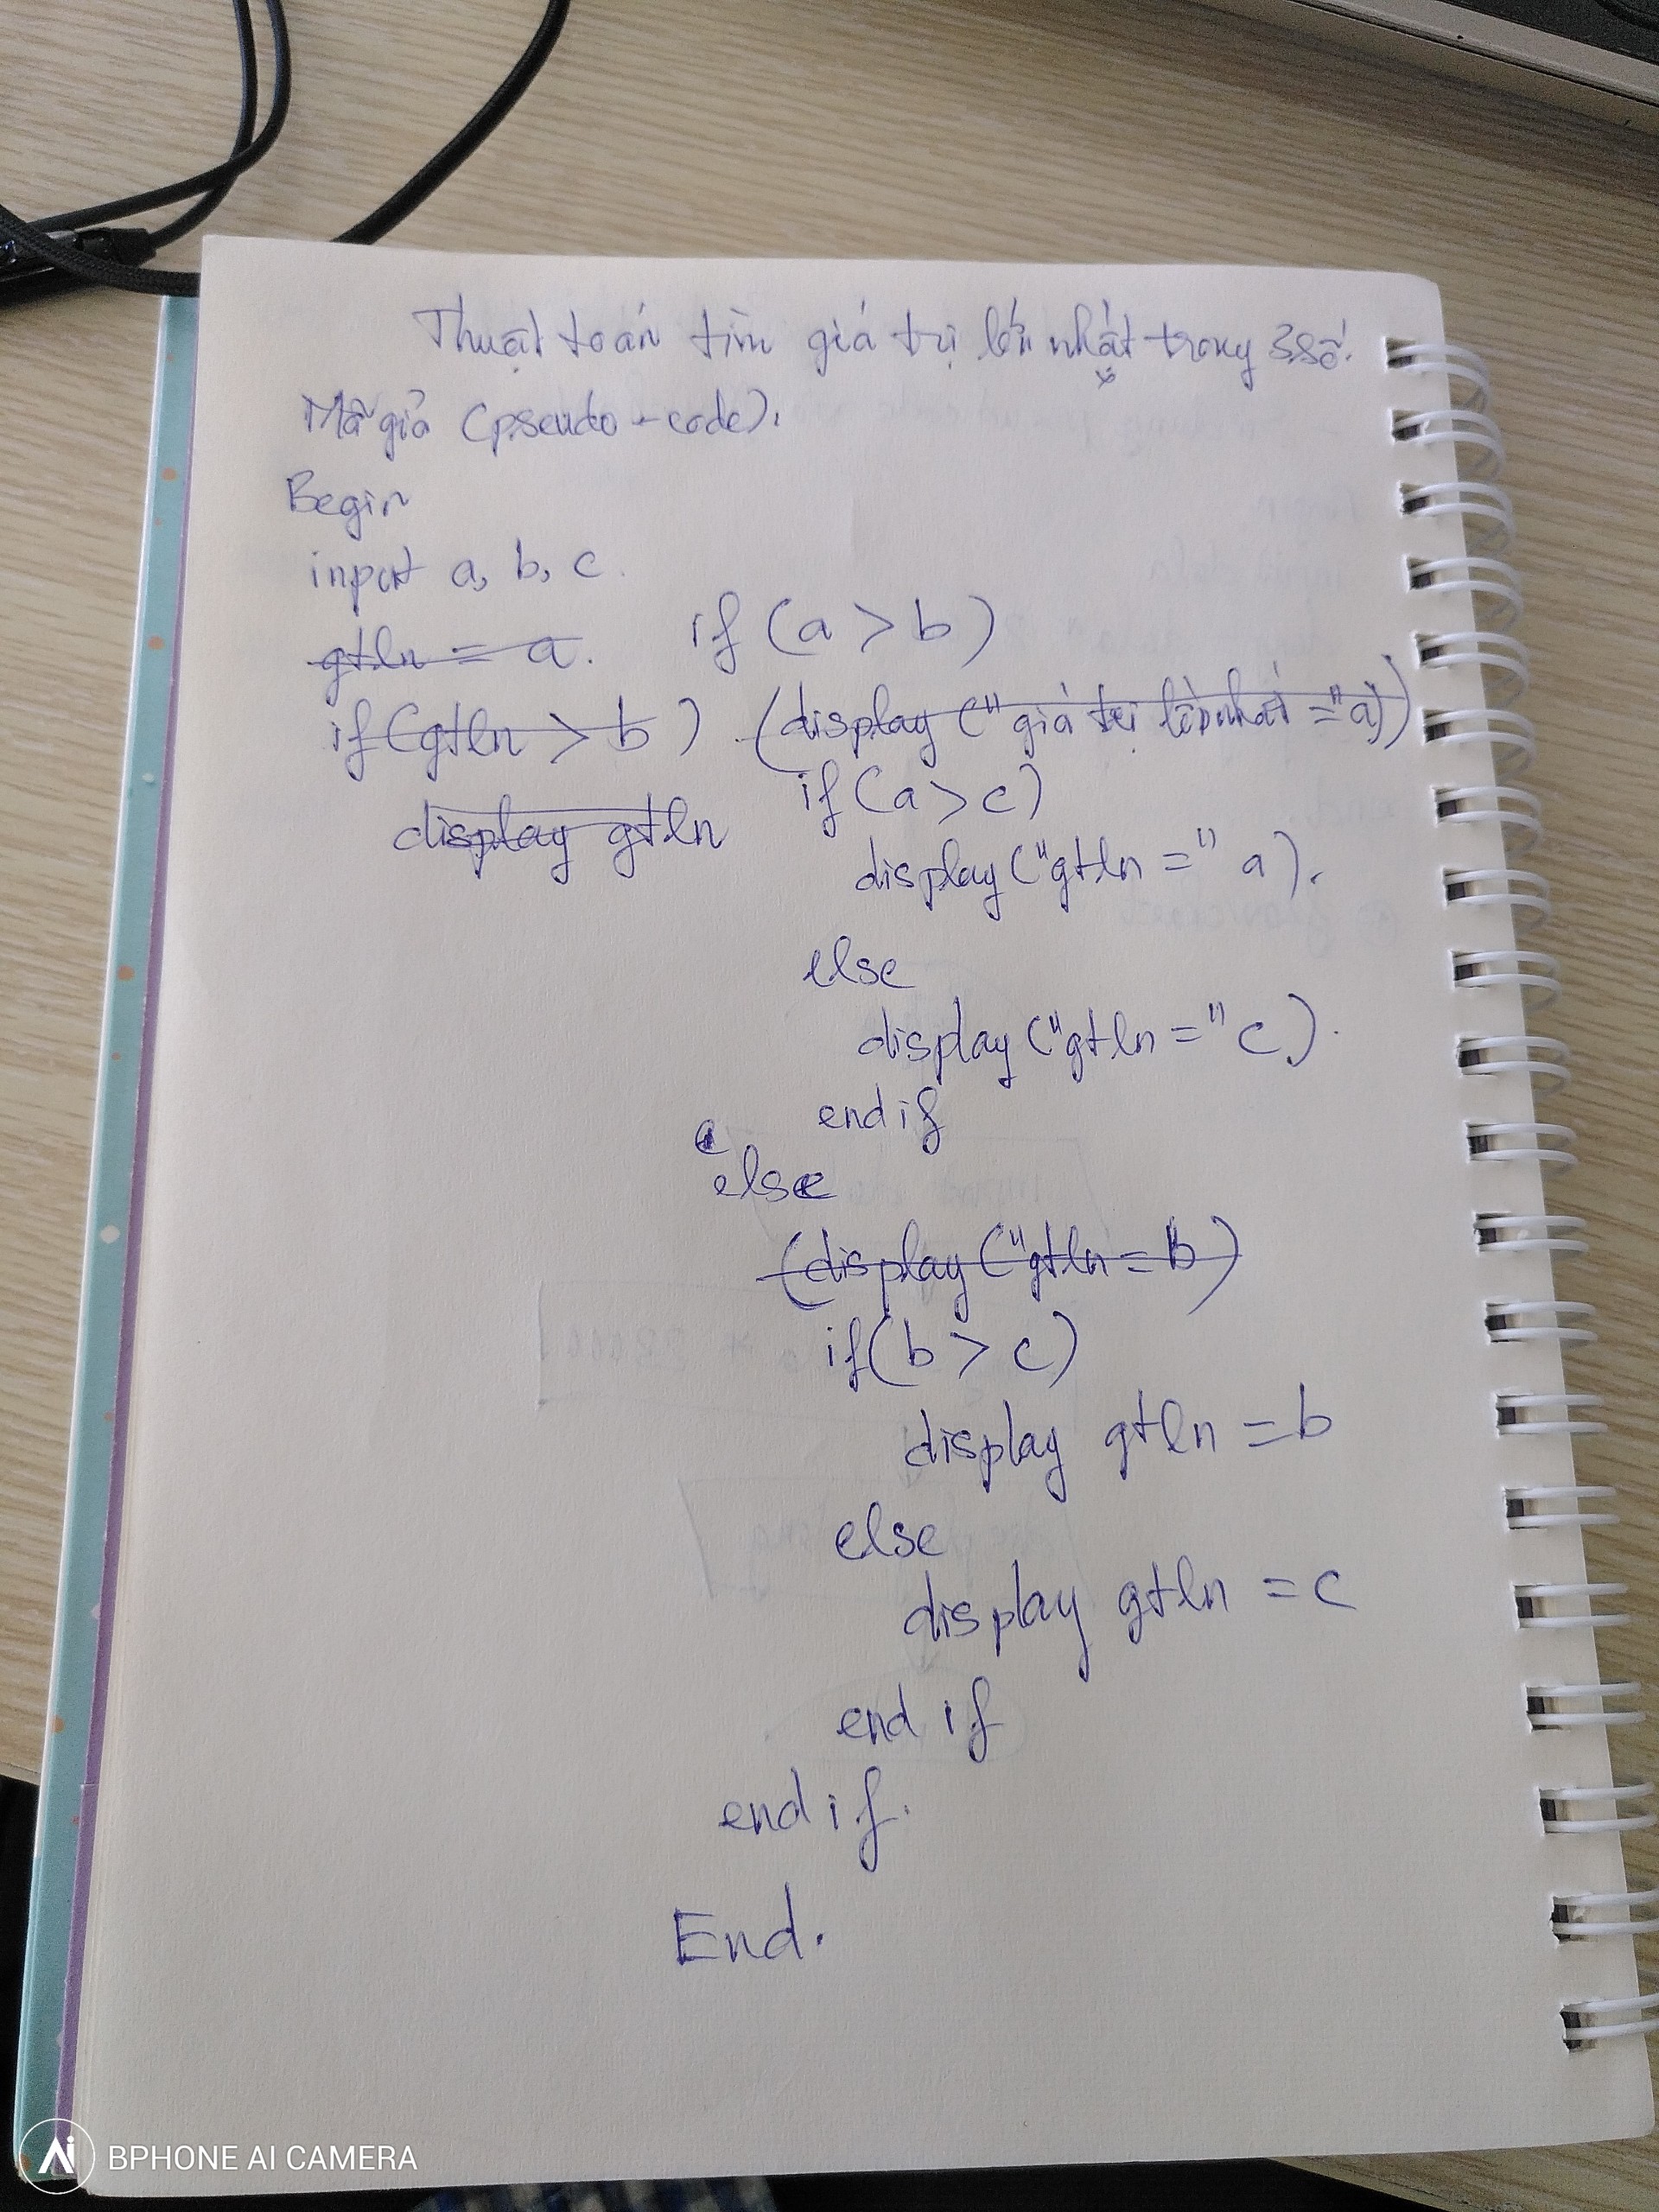 Thuật toán tìm giá trị lớn nhất trong 3 số.
Mã giả (pseudo-code).
Begin
input a, b, c.
gtln = a. if (a > b)
if (gtln > b) (display ("giá trị lớn nhất =" a))
display gtln if (a > c)
display ("gtln =" a).
else
display ("gtln =" c).
end if
else
(display ("gtln = b")
if (b > c)
display gtln = b
else
display gtln = c
end if
end if.
End.
BPHONE AI CAMERA